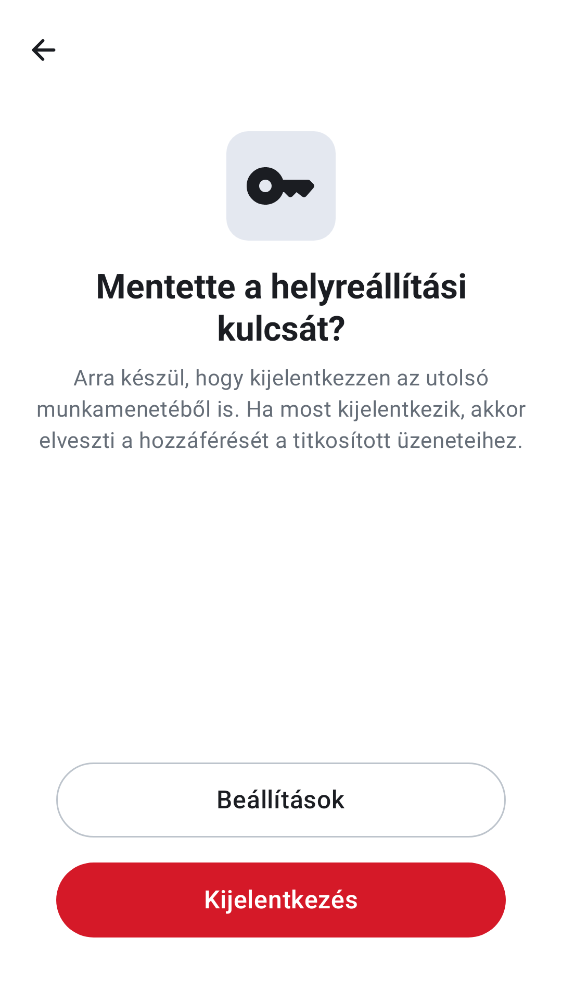 Mentette a helyreállítási
kulcsát?
Arra készül, hogy kijelentkezzen az utolsó
munkamenetéből is. Ha most kijelentkezik, akkor
elveszti a hozzáférését a titkosított üzeneteihez.
Beállítások
Kijelentkezés